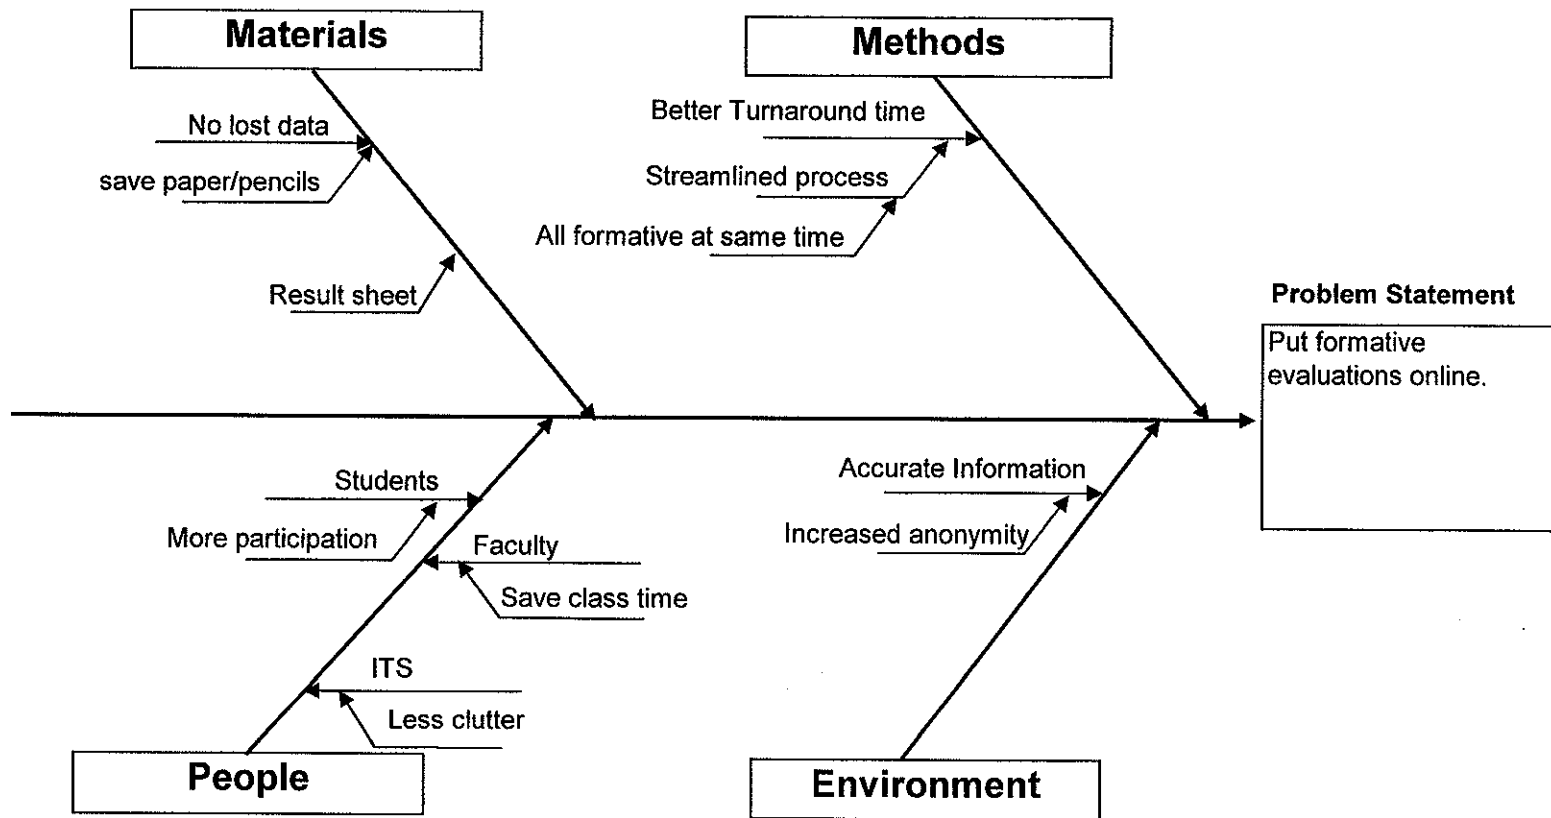 Materials
Methods
No lost data
save paper/pencils
Result sheet
Better Turnaround time
Streamlined process
All formative at same time
Problem Statement
Put formative
evaluations online.
Students
More participation
Faculty
Save class time
ITS
Less clutter
Accurate Information
Increased anonymity
People
Environment